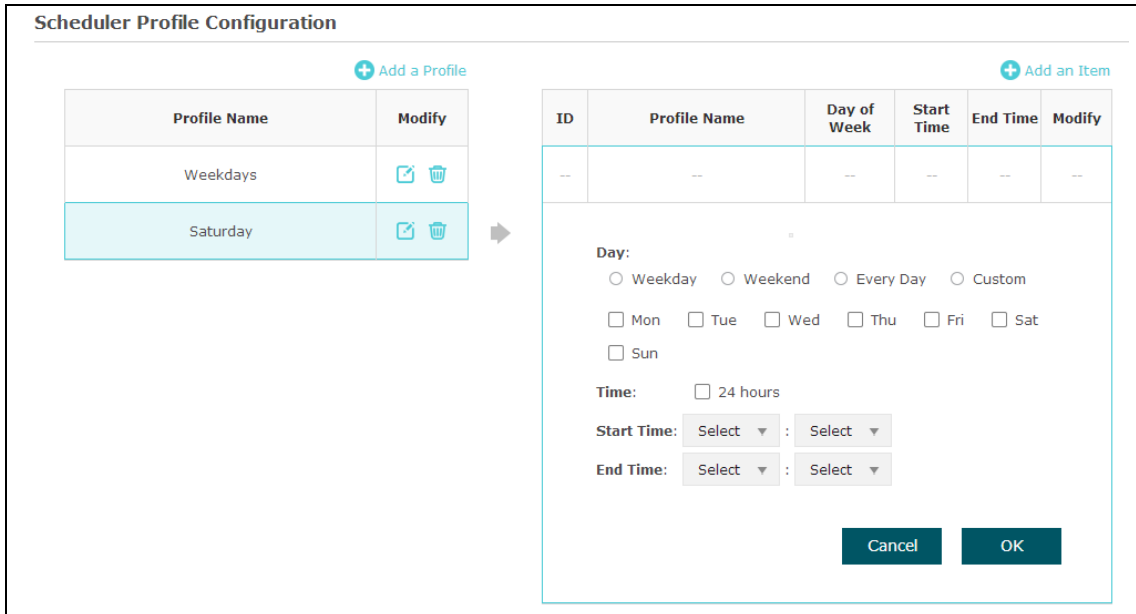 Scheduler Profile Configuration
Add a Profile
Profile Name Modify
Weekdays
Saturday
Add an Item
ID Profile Name Day of Week Start Time End Time Modify
-- -- -- -- -- --
Day:
Weekday Weekend Every Day Custom
Mon Tue Wed Thu Fri Sat
Sun
Time: 24 hours
Start Time: Select : Select
End Time: Select : Select
Cancel OK